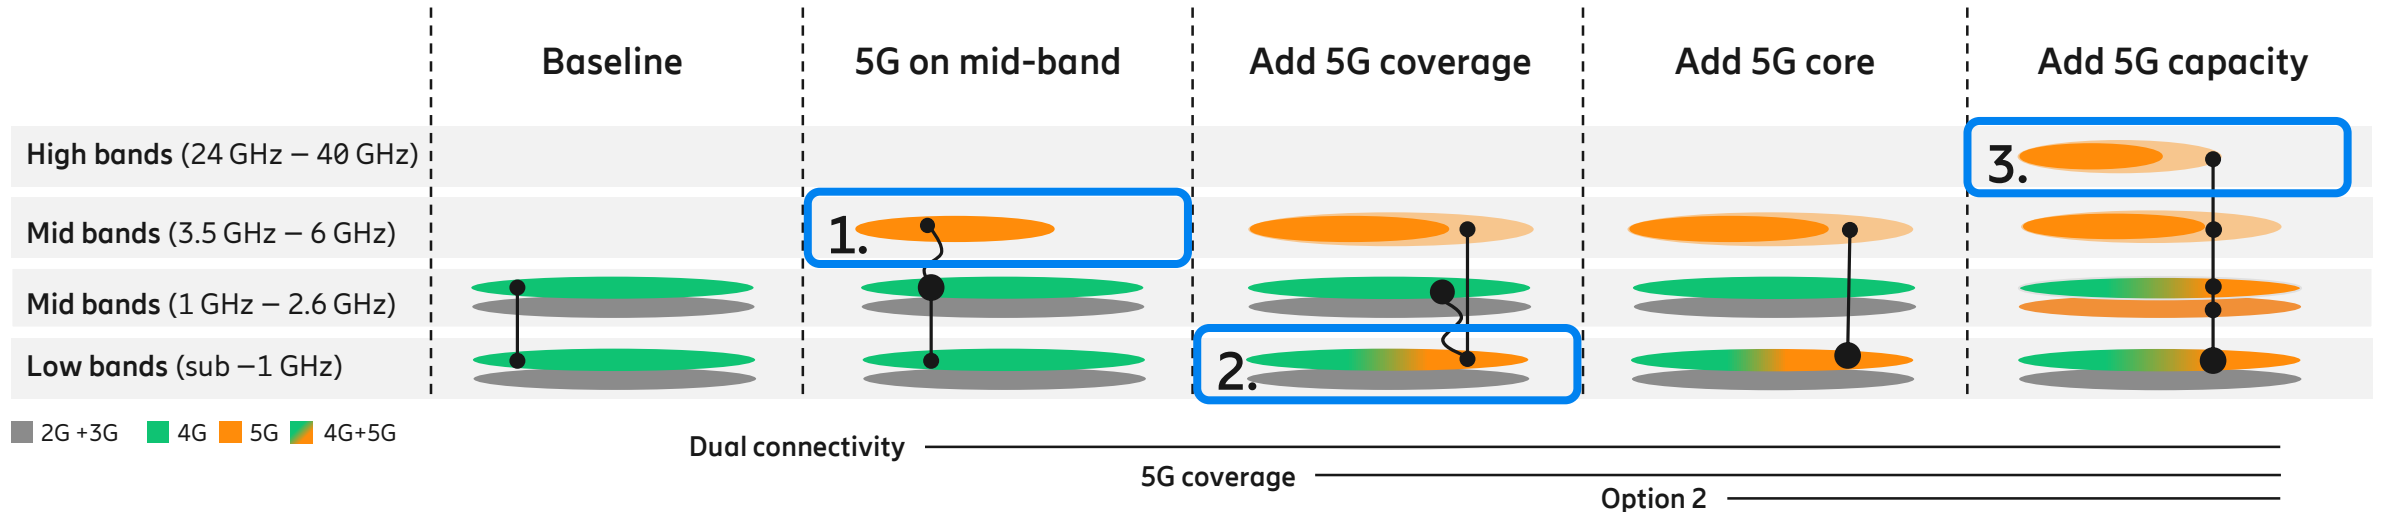 Baseline
5G on mid-band
Add 5G coverage
Add 5G core
Add 5G capacity
High bands (24 GHz – 40 GHz)
3.
Mid bands (3.5 GHz – 6 GHz)
1.
Mid bands (1 GHz – 2.6 GHz)
Low bands (sub –1 GHz)
2.
2G +3G
4G
5G
4G+5G
Dual connectivity
5G coverage
Option 2